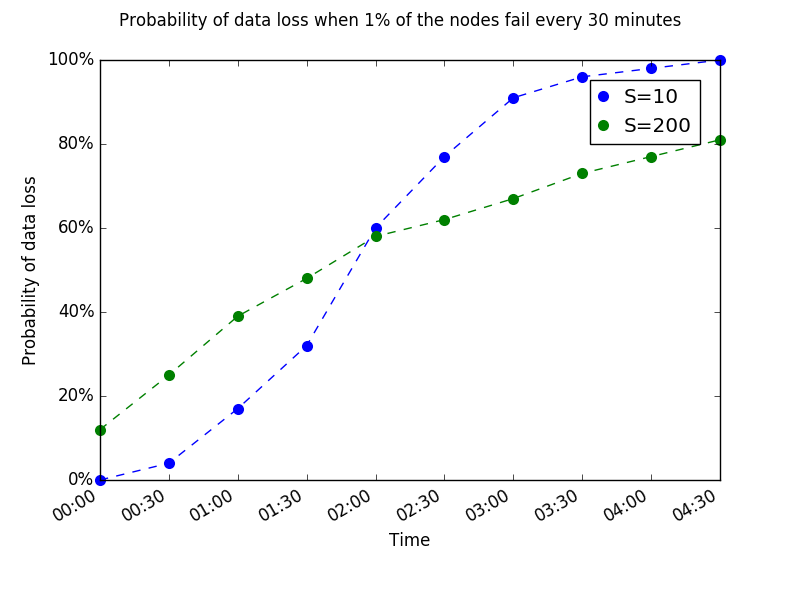 Probability of data loss when 1% of the nodes fail every 30 minutes
100%
80%
60%
40%
20%
0%
Probability of data loss
S=10
S=200
00:00 00:30 01:00 01:30 02:00 02:30 03:00 03:30 04:00 04:30
Time